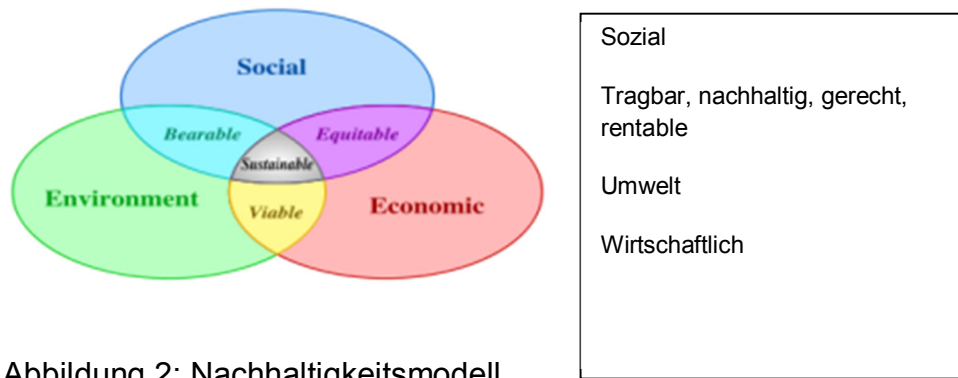 Social
Bearable
Equitable
Sustainable
Environment
Viable
Economic
Sozial
Tragbar, nachhaltig, gerecht,
rentable
Umwelt
Wirtschaftlich
Abbildung 2: Nachhaltigkeitsmodell